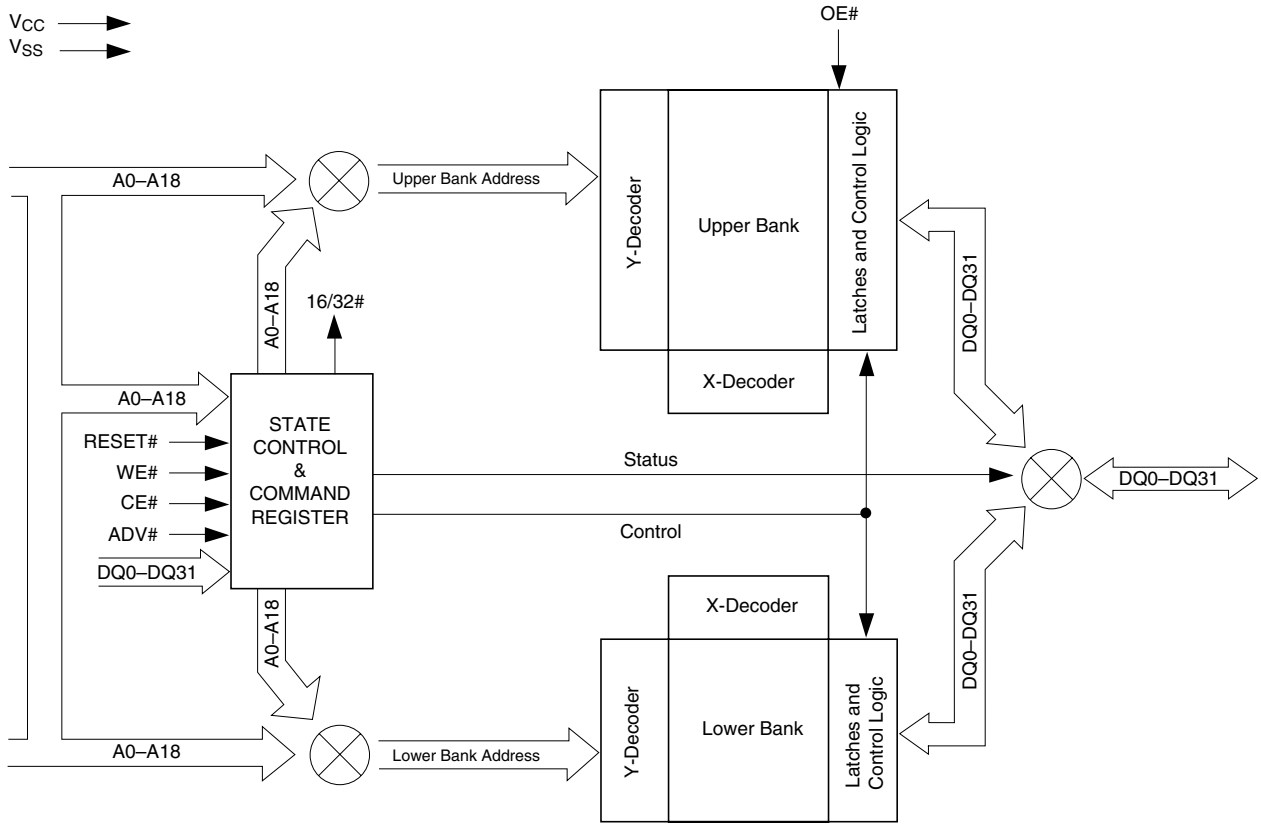 VCC
VSS
OE#
A0–A18
Upper Bank Address
Y-Decoder
Upper Bank
Latches and Control Logic
X-Decoder
DQ0–DQ31
A0–A18
16/32#
A0–A18
RESET#
WE#
CE#
ADV#
DQ0–DQ31
STATE
CONTROL
&
COMMAND
REGISTER
Status
Control
DQ0–DQ31
A0–A18
X-Decoder
Y-Decoder
Lower Bank
Latches and
Control Logic
DQ0–DQ31
A0–A18
Lower Bank Address